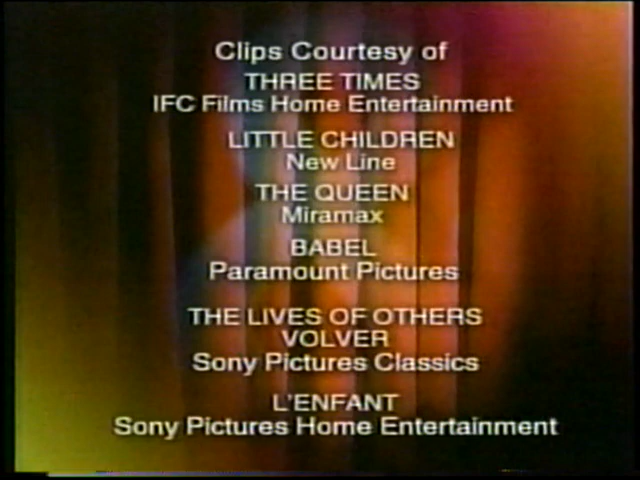 Clips Courtesy of
THREE TIMES
IFC Films Home Entertainment
LITTLE CHILDREN
New Line
THE QUEEN
Miramax
BABEL
Paramount Pictures
THE LIVES OF OTHERS
VOLVER
Sony Pictures Classics
L'ENFANT
Sony Pictures Home Entertainment